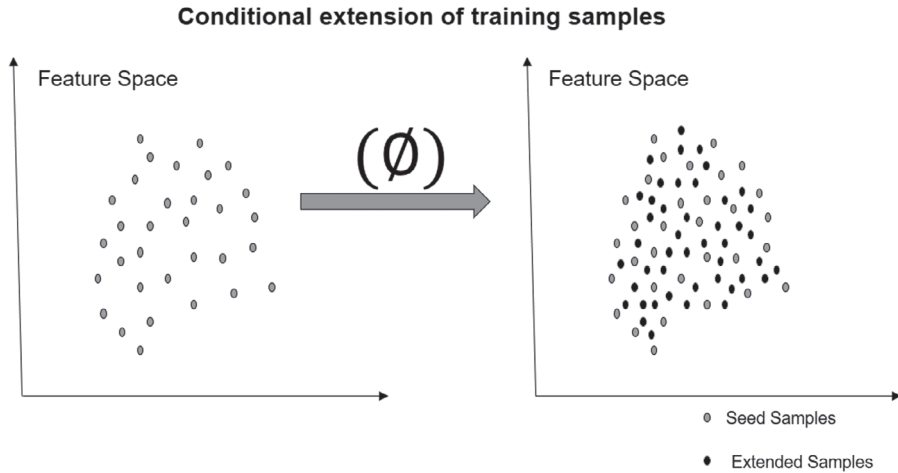 Conditional extension of training samples
Feature Space
Feature Space
(Ø)
Seed Samples
Extended Samples